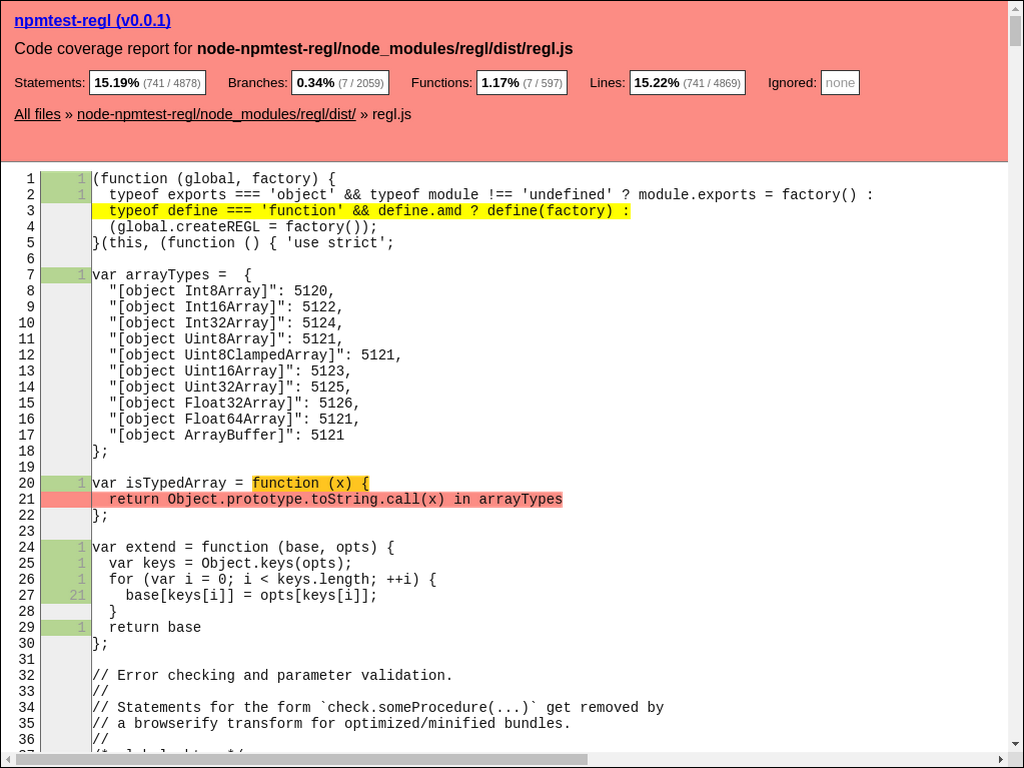 npmtest-regl (v0.0.1)
Code coverage report for node-npmtest-regl/node_modules/regl/dist/regl.js
Statements: 15.19% (741 / 4878) Branches: 0.34% (7 / 2059) Functions: 1.17% (7 / 597) Lines: 15.22% (741 / 4869) Ignored: none
All files » node-npmtest-regl/node_modules/regl/dist/ » regl.js
1 1 (function (global, factory) {
2 1 typeof exports === 'object' && typeof module !== 'undefined' ? module.exports = factory() :
3 typeof define === 'function' && define.amd ? define(factory) :
4 (global.createREGL = factory());
5 }(this, (function () { 'use strict';
6
7 1 var arrayTypes =  {
8 "[object Int8Array]": 5120,
9 "[object Int16Array]": 5122,
10 "[object Int32Array]": 5124,
11 "[object Uint8Array]": 5121,
12 "[object Uint8ClampedArray]": 5121,
13 "[object Uint16Array]": 5123,
14 "[object Uint32Array]": 5125,
15 "[object Float32Array]": 5126,
16 "[object Float64Array]": 5121,
17 "[object ArrayBuffer]": 5121
18 };
19
20 1 var isTypedArray = function (x) {
21 return Object.prototype.toString.call(x) in arrayTypes
22 };
23
24 1 var extend = function (base, opts) {
25 1 var keys = Object.keys(opts);
26 1 for (var i = 0; i < keys.length; ++i) {
27 21 base[keys[i]] = opts[keys[i]];
28 }
29 1 return base
30 };
31
32 // Error checking and parameter validation.
33 //
34 // Statements for the form `check.someProcedure(...)` get removed by
35 // a browserify transform for optimized/minified bundles.
36 //